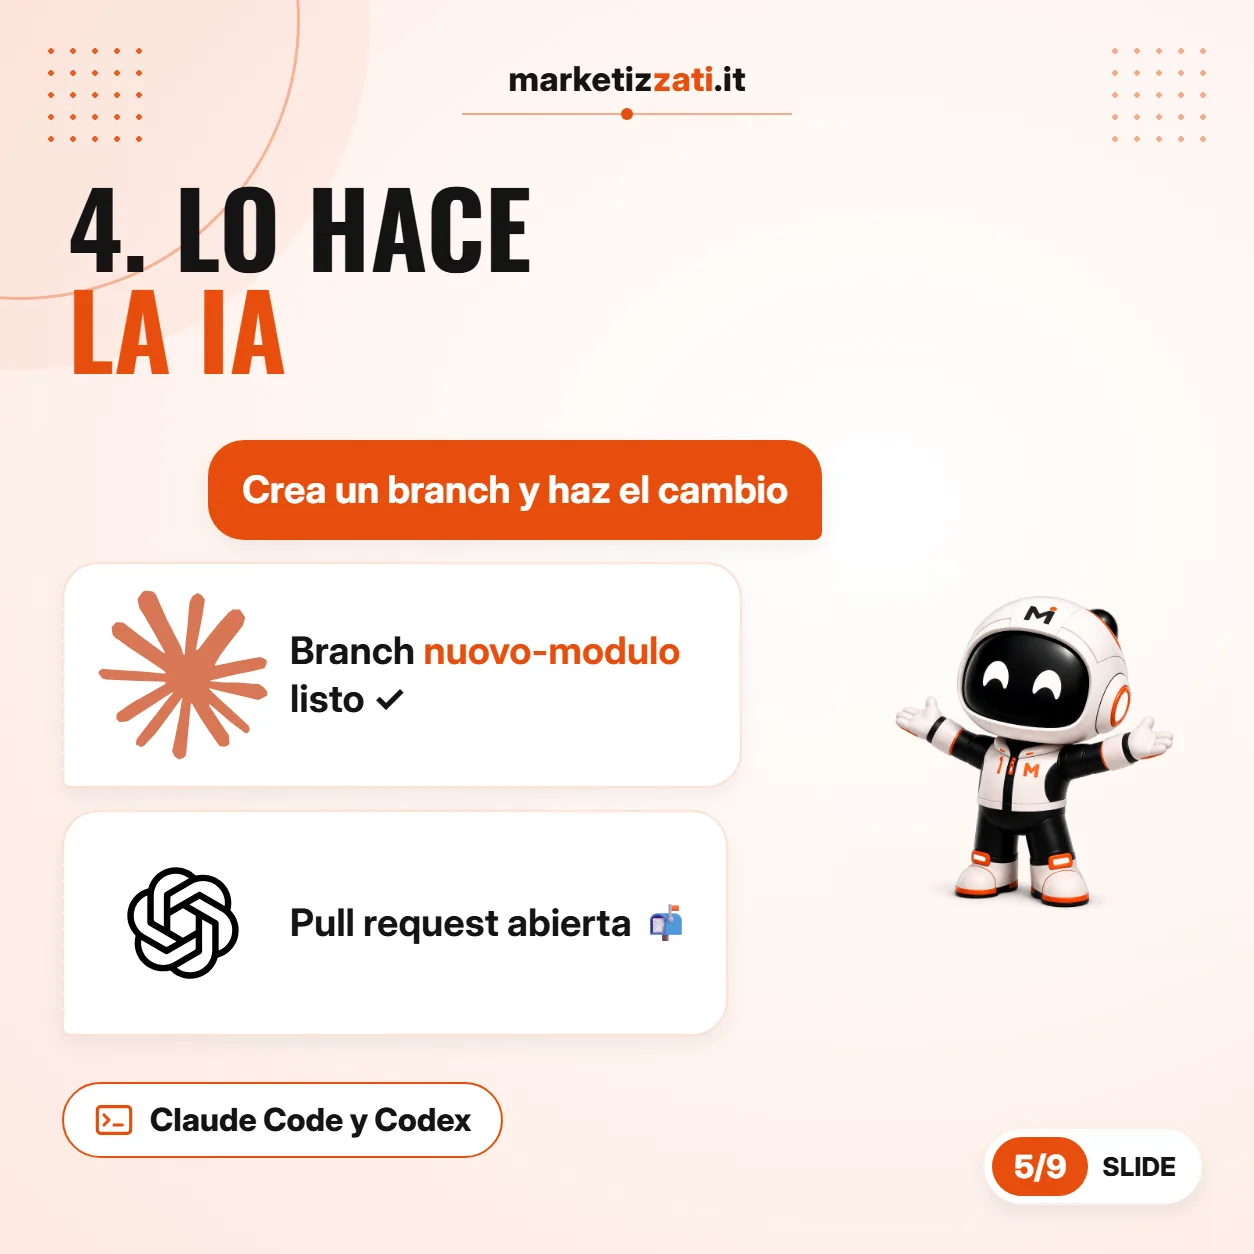 marketizzati.it
4. LO HACE
LA IA
Crea un branch y haz el cambio
Branch nuovo-modulo
listo ✓
Pull request abierta 📬
Claude Code y Codex
M
M
5/9 SLIDE